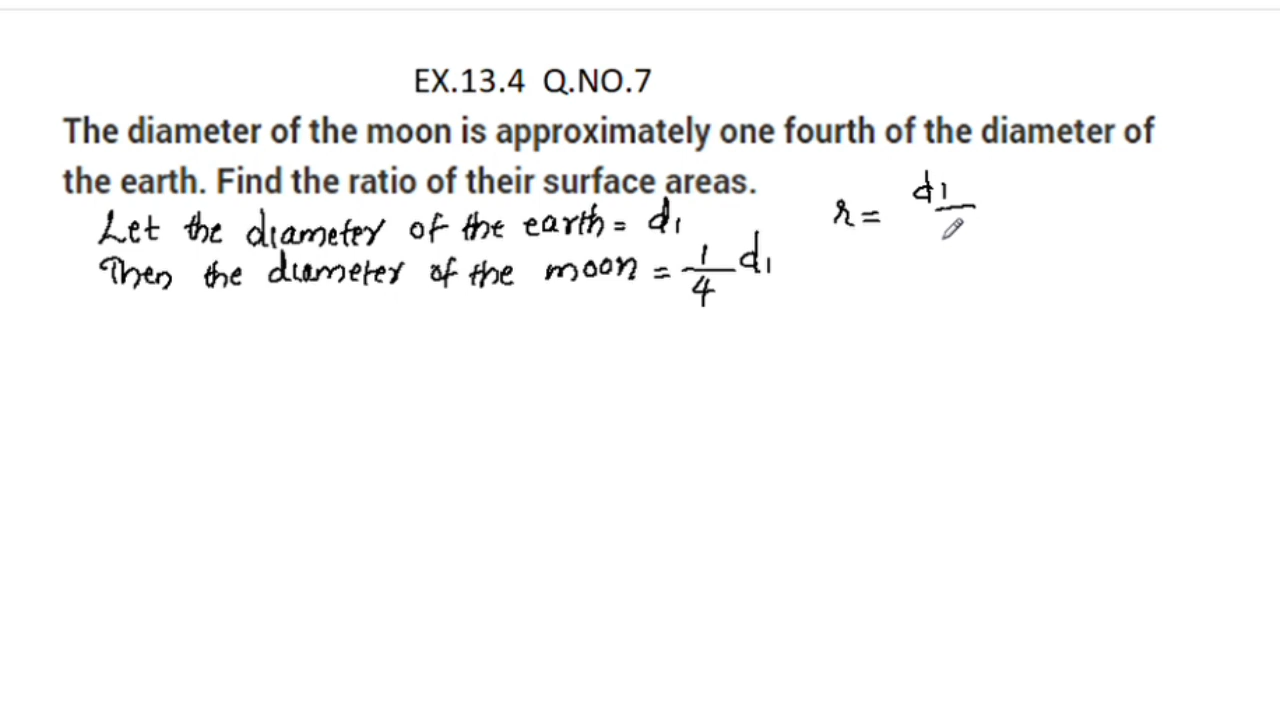 EX.13.4 Q.NO.7
The diameter of the moon is approximately one fourth of the diameter of
the earth. Find the ratio of their surface areas.
Let the diameter of the earth = d₁
r = d₁/
Then the diameter of the moon = 1/4 d₁